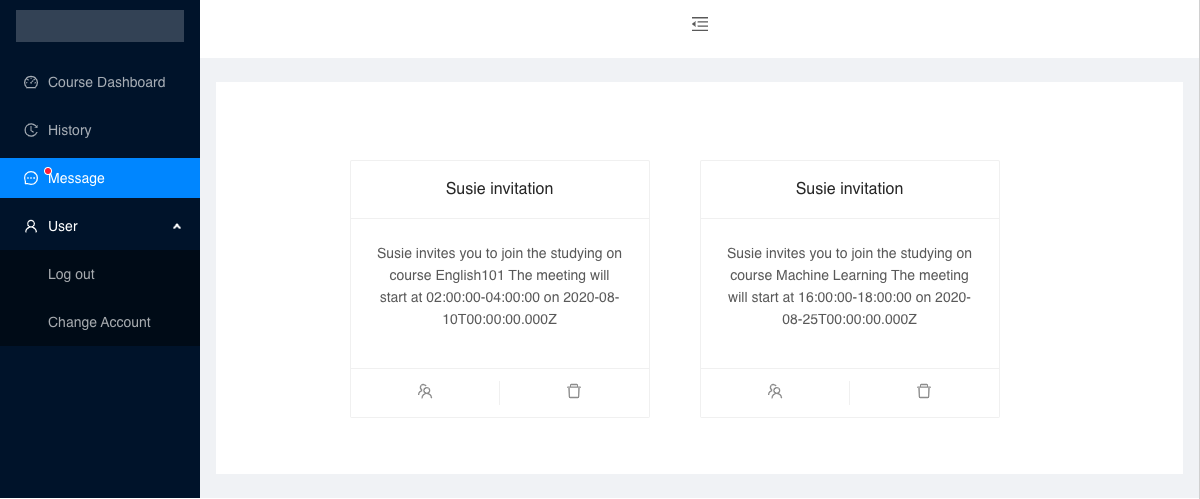 Course Dashboard
History
Message
User
Log out
Change Account
Susie invitation
Susie invites you to join the studying on
course English101 The meeting will
start at 02:00:00-04:00:00 on 2020-08-
10T00:00:00.000Z
Susie invitation
Susie invites you to join the studying on
course Machine Learning The meeting
will start at 16:00:00-18:00:00 on 2020-
08-25T00:00:00.000Z